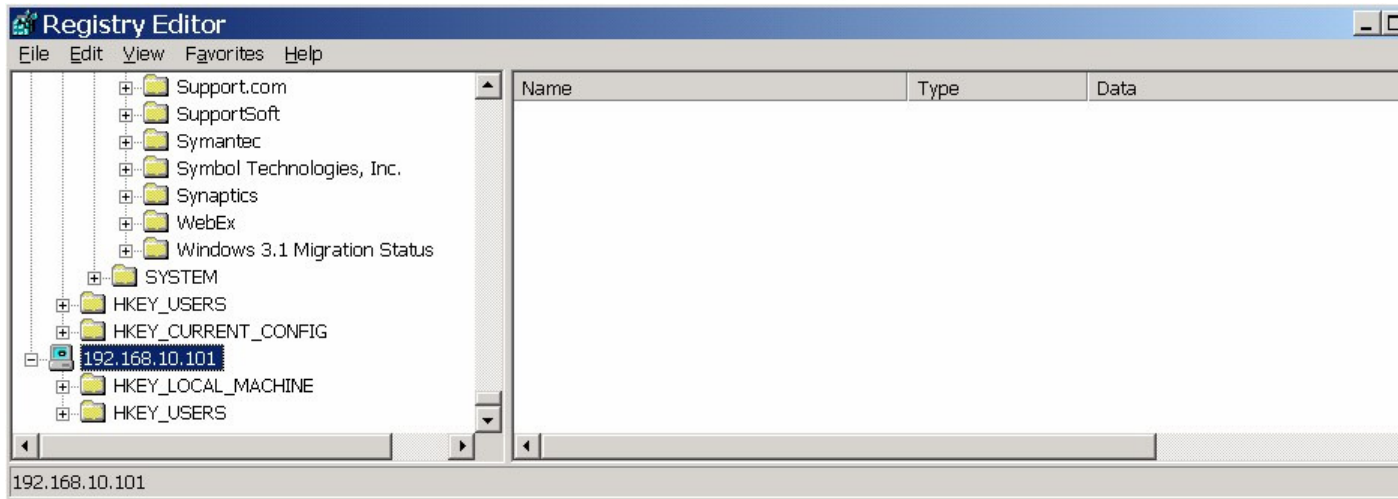 Registry Editor
File Edit View Favorites Help
Name Type Data
Support.com
SupportSoft
Symantec
Symbol Technologies, Inc.
Synaptics
WebEx
Windows 3.1 Migration Status
SYSTEM
HKEY_USERS
HKEY_CURRENT_CONFIG
192.168.10.101
HKEY_LOCAL_MACHINE
HKEY_USERS
192.168.10.101